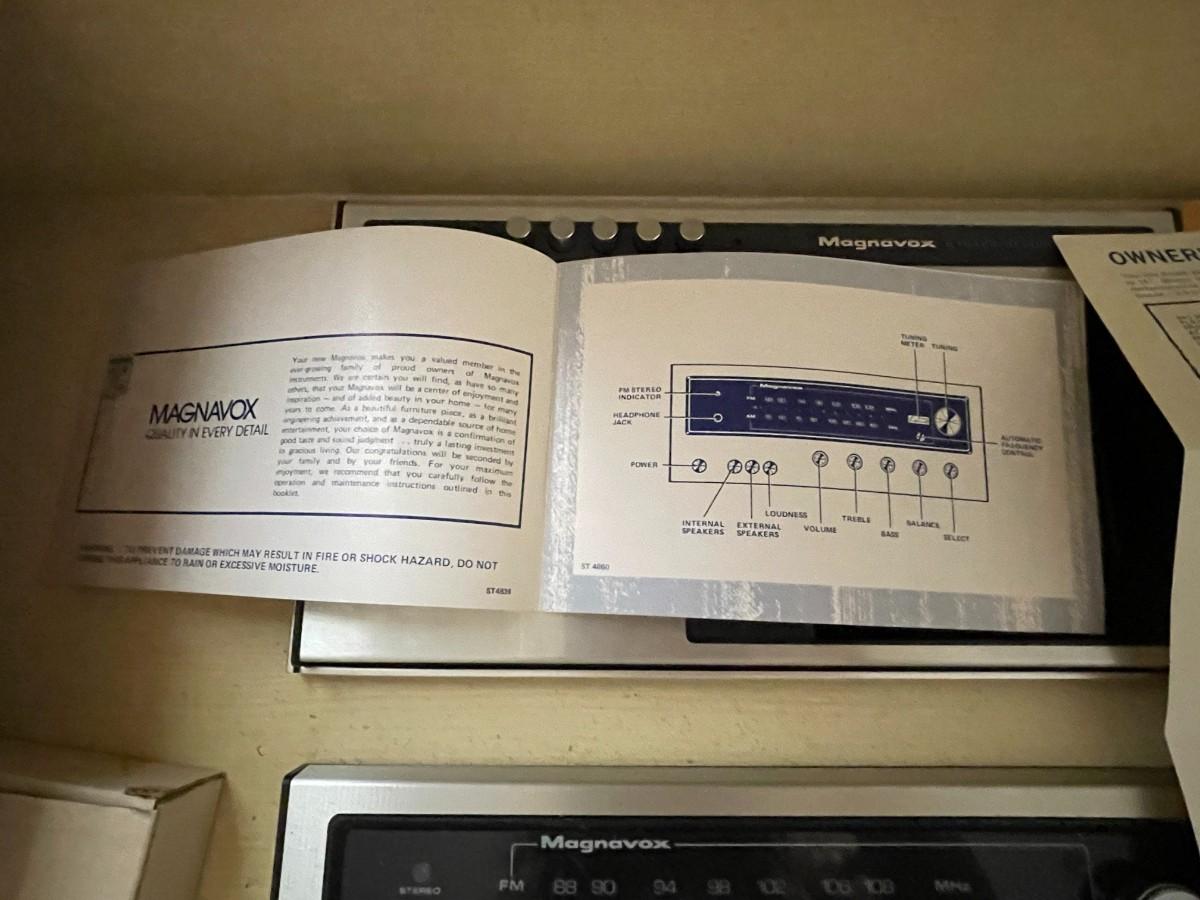 Magnavox
OWNER
MAGNAVOX
QUALITY IN EVERY DETAIL
Your new Magnavox makes you a valued member in the
ever-growing family of proud owners of Magnavox
instruments. We are certain you will find, as have so many
others, that your Magnavox will be a center of enjoyment and
inspiration — and of added beauty in your home — for many
years to come. As a beautiful furniture piece, as a brilliant
engineering achievement, and as a dependable source of home
entertainment, your choice of Magnavox is a confirmation of
good taste and sound judgment . . . truly a lasting investment
in gracious living. Our congratulations will be seconded by
your family and by your friends. For your maximum
enjoyment, we recommend that you carefully follow the
operation and maintenance instructions outlined in this
booklet.
TO PREVENT DAMAGE WHICH MAY RESULT IN FIRE OR SHOCK HAZARD, DO NOT
THIS APPLIANCE TO RAIN OR EXCESSIVE MOISTURE.
TUNING
METER
TUNING
FM STEREO
INDICATOR
HEADPHONE
JACK
POWER
Magnavox
FM
AM
AUTOMATIC
FREQUENCY
CONTROL
INTERNAL
SPEAKERS
EXTERNAL
SPEAKERS
LOUDNESS
VOLUME
TREBLE
BASS
BALANCE
SELECT
ST 4860
Magnavox
STEREO
FM 88 90 94 98 102 106 108 MHz